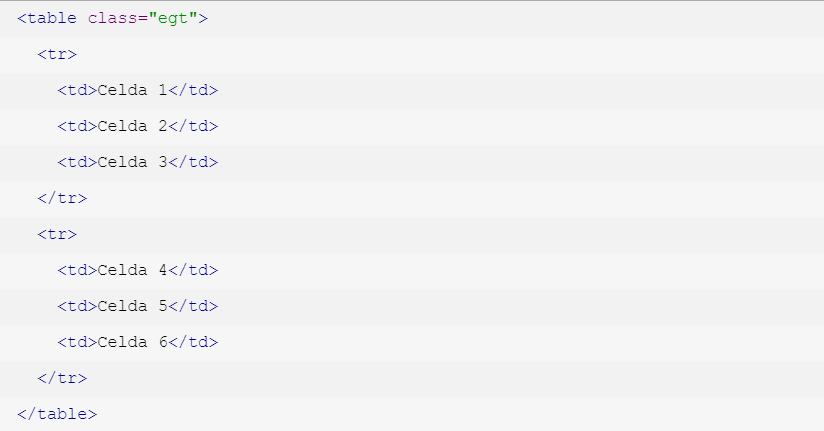 <table class="egt">
<tr>
<td>Celda 1</td>
<td>Celda 2</td>
<td>Celda 3</td>
</tr>
<tr>
<td>Celda 4</td>
<td>Celda 5</td>
<td>Celda 6</td>
</tr>
</table>